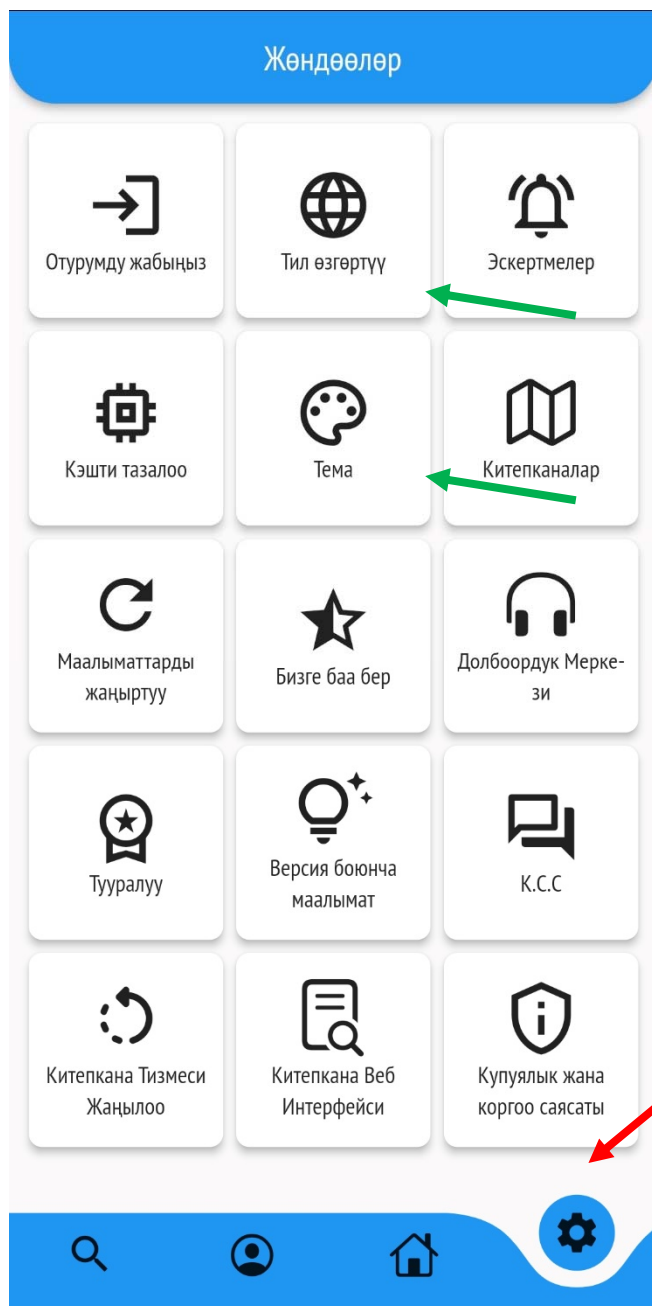 Жөндөөлөр
Отурумду жабыңыз
Тил өзгөртүү
Эскертмелер
Кэшти тазалоо
Тема
Китепканалар
Маалыматтарды
жаңыртуу
Бизге баа бер
Долбоордук Мерке-
зи
Тууралуу
Версия боюнча
маалымат
К.С.С
Китепкана Тизмеси
Жаңылоо
Китепкана Веб
Интерфейси
Купуялык жана
коргоо саясаты